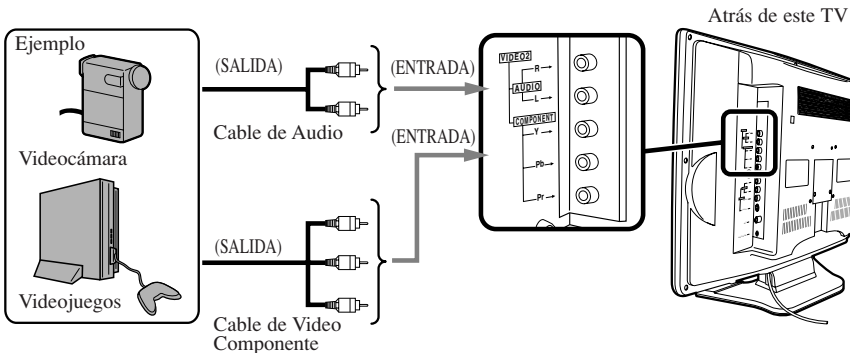 Atrás de este TV
Ejemplo
(SALIDA)
(ENTRADA)
Cable de Audio
Videocámara
(ENTRADA)
(SALIDA)
Videojuegos
Cable de Video
Componente
VIDEO2
R
AUDIO
L
COMPONENT
Y
Pb
Pr